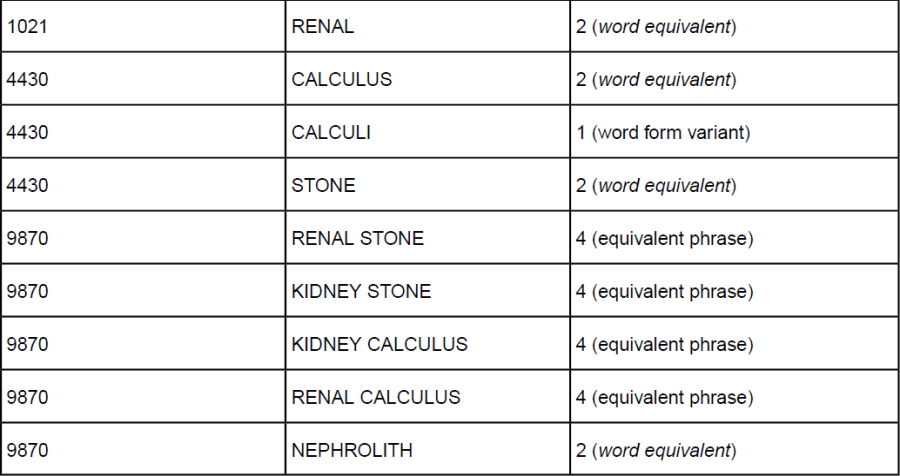 1021 RENAL 2 (word equivalent)
4430 CALCULUS 2 (word equivalent)
4430 CALCULI 1 (word form variant)
4430 STONE 2 (word equivalent)
9870 RENAL STONE 4 (equivalent phrase)
9870 KIDNEY STONE 4 (equivalent phrase)
9870 KIDNEY CALCULUS 4 (equivalent phrase)
9870 RENAL CALCULUS 4 (equivalent phrase)
9870 NEPHROLITH 2 (word equivalent)